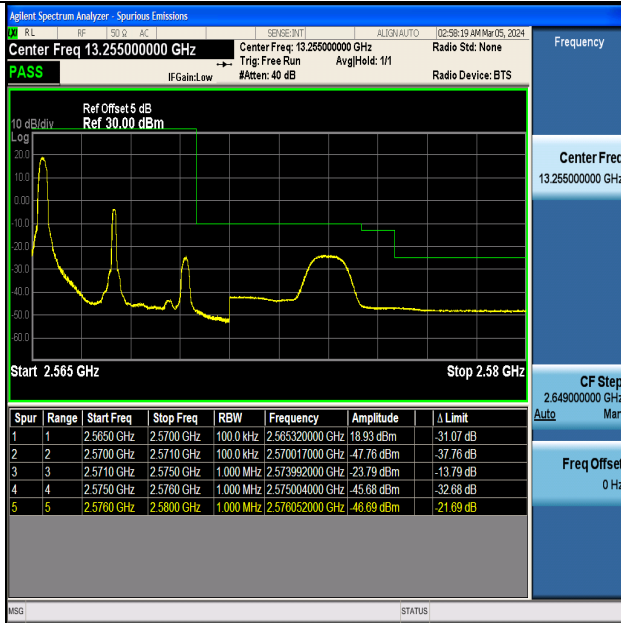 Agilent Spectrum Analyzer - Spurious Emissions
RL RF 50 Ω AC SENSE:INT ALIGN AUTO 02:58:19 AM Mar 05, 2024
Center Freq 13.255000000 GHz
Center Freq: 13.255000000 GHz
Radio Std: None
Trig: Free Run Avg|Hold: 1/1
PASS
IFGain:Low
#Atten: 40 dB
Radio Device: BTS
Ref Offset 5 dB
10 dB/div Ref 30.00 dBm
Log
20.0
10.0
0.00
-10.0
-20.0
-30.0
-40.0
-50.0
-60.0
Start 2.565 GHz Stop 2.58 GHz
Spur Range Start Freq Stop Freq RBW Frequency Amplitude Δ Limit
1 1 2.5650 GHz 2.5700 GHz 100.0 kHz 2.565320000 GHz 18.93 dBm -31.07 dB
2 2 2.5700 GHz 2.5710 GHz 100.0 kHz 2.570017000 GHz -47.76 dBm -37.76 dB
3 3 2.5710 GHz 2.5750 GHz 1.000 MHz 2.573992000 GHz -23.79 dBm -13.79 dB
4 4 2.5750 GHz 2.5760 GHz 1.000 MHz 2.575004000 GHz -45.68 dBm -32.68 dB
5 5 2.5760 GHz 2.5800 GHz 1.000 MHz 2.576052000 GHz -46.69 dBm -21.69 dB
MSG STATUS
Frequency
Center Freq
13.255000000 GHz
CF Step
2.649000000 GHz
Auto Man
Freq Offset
0 Hz